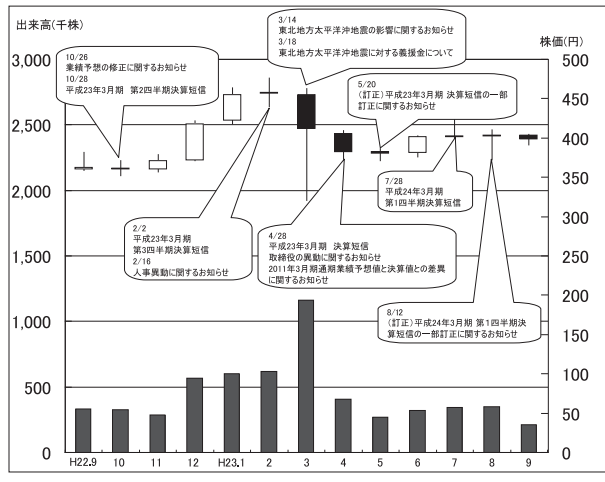 出来高(千株)
株価(円)
3,000
2,500
2,000
1,500
1,000
500
0
500
450
400
350
300
250
200
150
100
50
0
10/26
業績予想の修正に関するお知らせ
10/28
平成23年3月期 第2四半期決算短信
3/14
東北地方太平洋沖地震の影響に関するお知らせ
3/18
東北地方太平洋沖地震に対する義援金について
5/20
(訂正)平成23年3月期 決算短信の一部
訂正に関するお知らせ
7/28
平成24年3月期
第1四半期決算短信
2/2
平成23年3月期
第3四半期決算短信
2/16
人事異動に関するお知らせ
4/28
平成23年3月期 決算短信
取締役の異動に関するお知らせ
2011年3月期通期業績予想値と決算値との差異
に関するお知らせ
8/12
(訂正)平成24年3月期 第1四半期決
算短信の一部訂正に関するお知らせ
H22.9 10 11 12 H23.1 2 3 4 5 6 7 8 9